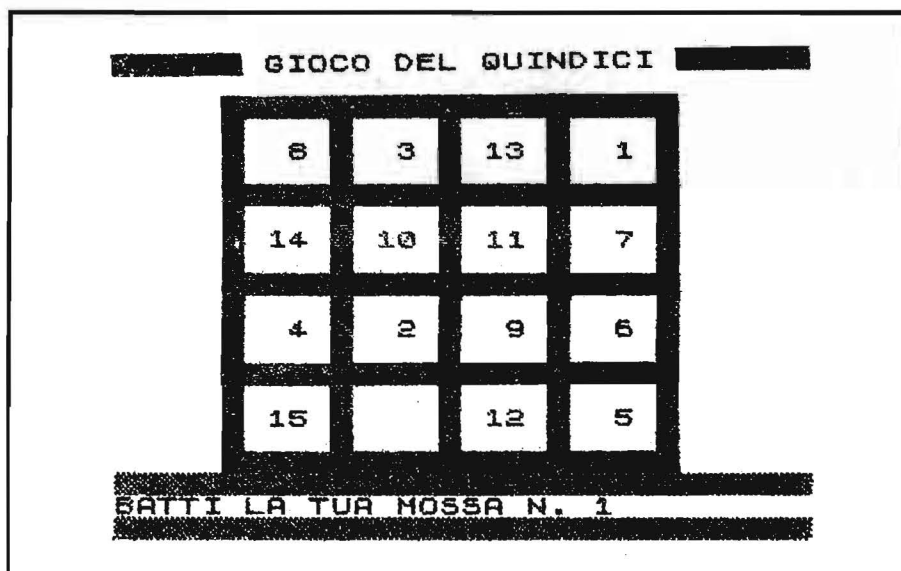 GIOCO DEL QUINDICI
8 3 13 1
14 10 11 7
4 2 9 6
15 12 5
BATTI LA TUA MOSSA N. 1